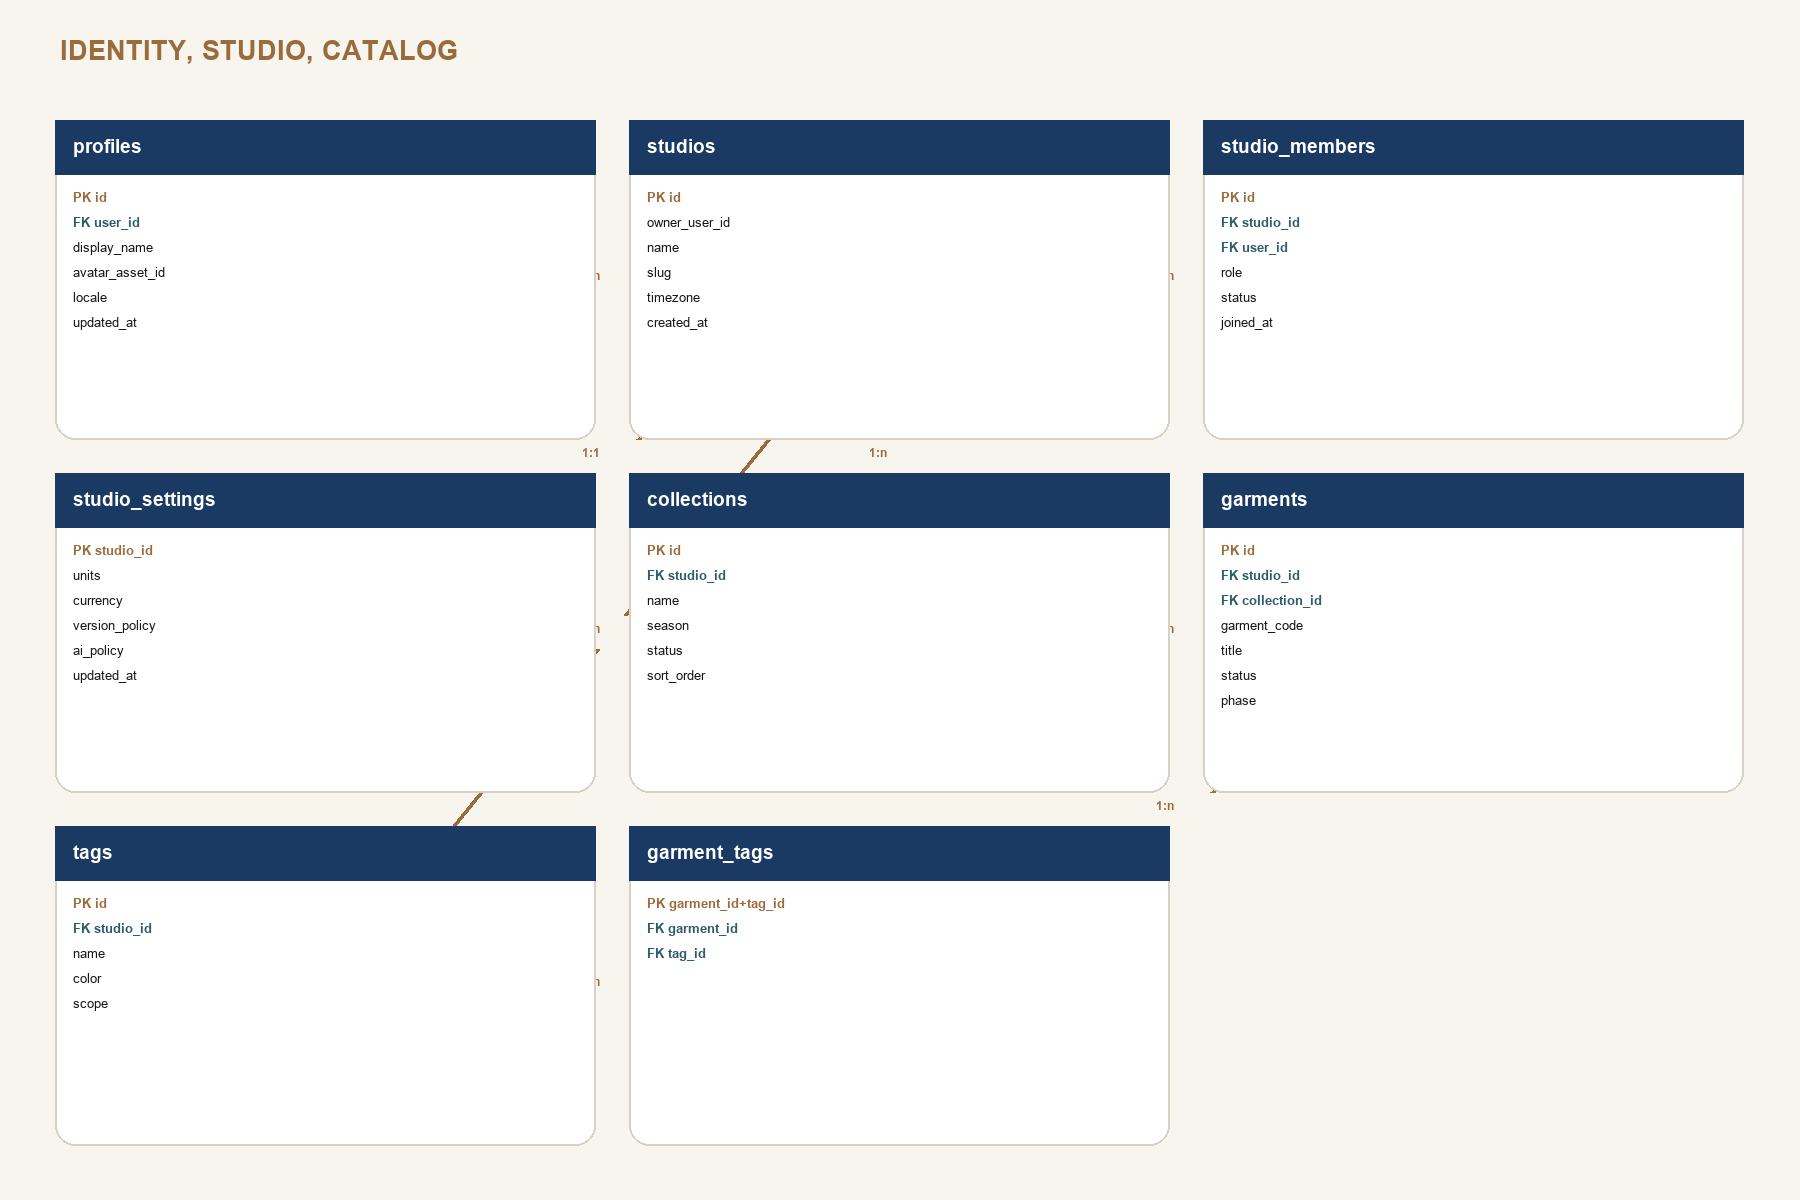 IDENTITY, STUDIO, CATALOG
profiles
PK id
FK user_id
display_name
avatar_asset_id
locale
updated_at
studios
PK id
owner_user_id
name
slug
timezone
created_at
studio_members
PK id
FK studio_id
FK user_id
role
status
joined_at
1:1
1:n
studio_settings
PK studio_id
units
currency
version_policy
ai_policy
updated_at
collections
PK id
FK studio_id
name
season
status
sort_order
garments
PK id
FK studio_id
FK collection_id
garment_code
title
status
phase
1:n
tags
PK id
FK studio_id
name
color
scope
garment_tags
PK garment_id+tag_id
FK garment_id
FK tag_id